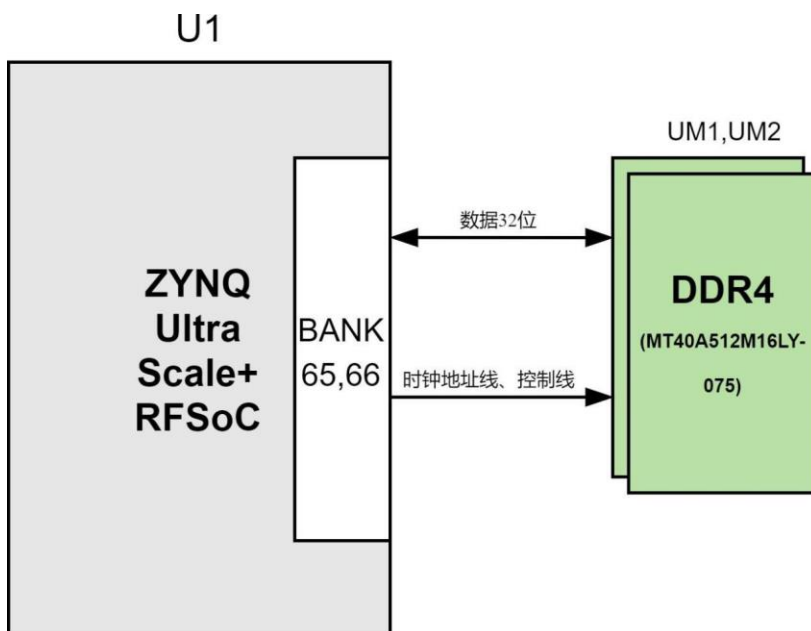 U1
UM1,UM2
数据32位
ZYNQ
Ultra
Scale+
RFSoC
BANK
65,66
时钟地址线、控制线
DDR4
(MT40A512M16LY-
075)